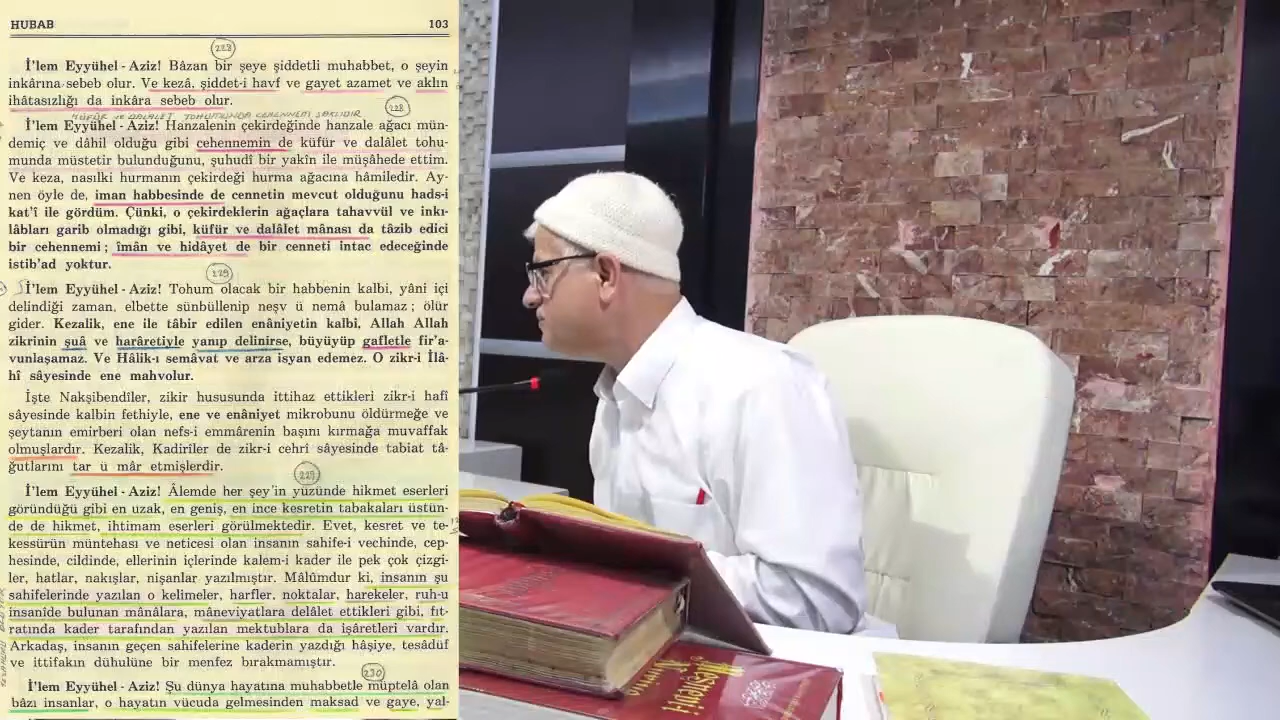 HUBAB 103
223
İ'lem Eyyühel - Aziz! Bâzan bir şeye şiddetli muhabbet, o şeyin
inkârına sebeb olur. Ve kezâ, şiddet-i havf ve gayet azamet ve aklın
ihâtasızlığı da inkâra sebeb olur.
228
KÜFÜR ve DALALET TOHUMUNDA CEHENNEM SAKLIDIR
İ'lem Eyyühel - Aziz! Hanzalenin çekirdeğinde hanzale ağacı mün-
demiç ve dâhil olduğu gibi cehennemin de küfür ve dalâlet tohu-
munda müstetir bulunduğunu, şuhudî bir yakîn ile müşâhede ettim.
Ve keza, nasılki hurmanın çekirdeği hurma ağacına hâmiledir. Ay-
nen öyle de, iman habbesinde de cennetin mevcut olduğunu hads-i
kat'î ile gördüm. Çünki, o çekirdeklerin ağaçlara tahavvül ve inkı-
lâbları garib olmadığı gibi, küfür ve dalâlet mânası da tâzib edici
bir cehennemi ; îmân ve hidâyet de bir cenneti intac edeceğinde
istib'ad yoktur.
229
İ'lem Eyyühel - Aziz! Tohum olacak bir habbenin kalbi, yâni içi
delindiği zaman, elbette sünbüllenip neşv ü nemâ bulamaz ; ölür
gider. Kezalik, ene ile tâbir edilen enâniyetin kalbi, Allah Allah
zikrinin şuâ ve harâretiyle yanıp delinirse, büyüyüp gafletle fir'a-
vunlaşamaz. Ve Hâlik-ı semâvat ve arza isyan edemez. O zikr-i İlâ-
hî sâyesinde ene mahvolur.
İşte Nakşibendîler, zikir hususunda ittihaz ettikleri zikr-i hafî
sâyesinde kalbin fethiyle, ene ve enâniyet mikrobunu öldürmeğe ve
şeytanın emirberi olan nefs-i emmârenin başını kırmağa muvaffak
olmuşlardır. Kezalik, Kadirîler de zikr-i cehrî sâyesinde tabiat tâ-
ğutlarını tar ü mâr etmişlerdir.
229
İ'lem Eyyühel - Aziz! Âlemde her şey'in yüzünde hikmet eserleri
göründüğü gibi en uzak, en geniş, en ince kesretin tabakaları üstün-
de de hikmet, ihtimam eserleri görülmektedir. Evet, kesret ve te-
kessürün müntehası ve neticesi olan insanın sahife-i vechinde, cep-
hesinde, cildinde, ellerinin içlerinde kalem-i kader ile pek çok çizgi-
ler, hatlar, nakışlar, nişanlar yazılmıştır. Mâlûmdur ki, insanın şu
sahifelerinde yazılan o kelimeler, harfler, noktalar, harekeler, ruh-u
insanîde bulunan mânâlara, mâneviyatlara delâlet ettikleri gibi, fıt-
ratında kader tarafından yazılan mektublara da işâretleri vardır.
Arkadaş, insanın geçen sahifelerine kaderin yazdığı hâşiye, tesâdüf
ve ittifakın dühulüne bir menfez bırakmamıştır.
230
İ'lem Eyyühel - Aziz! Şu dünya hayatına muhabbetle müptelâ olan
bâzı insanlar, o hayatın vücuda gelmesinden maksad ve gaye, yal-
Mesnevî-i
Nuriye